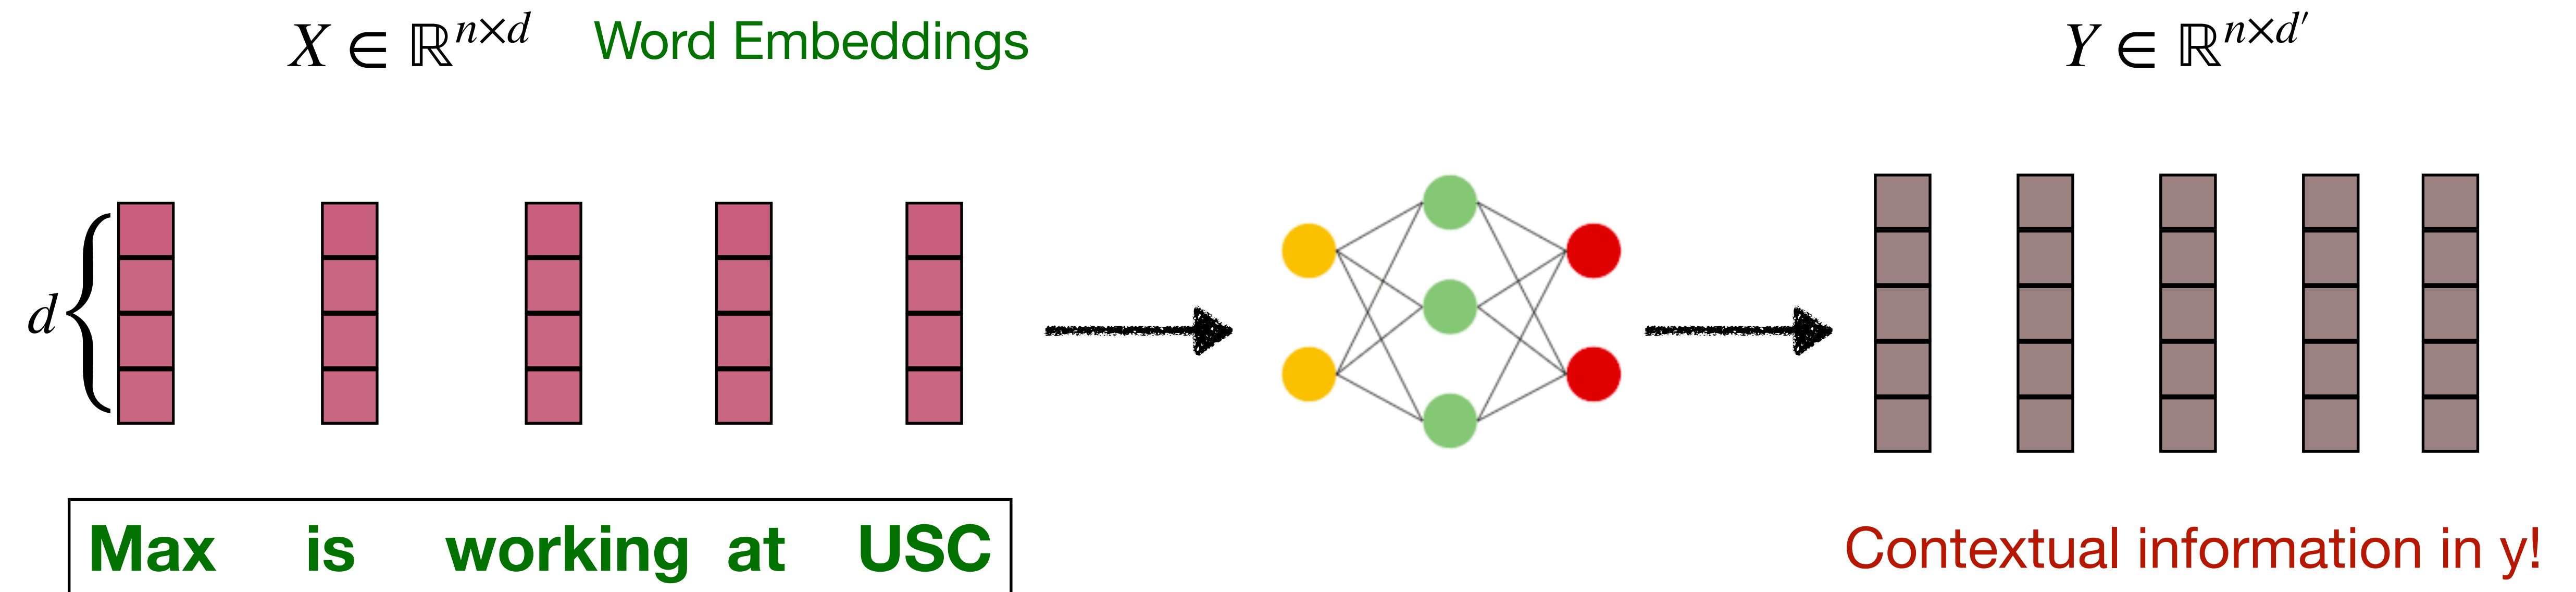 X ∈ ℝ^{n×d} Word Embeddings
Y ∈ ℝ^{n×d′}
d
Max is working at USC
Contextual information in y!